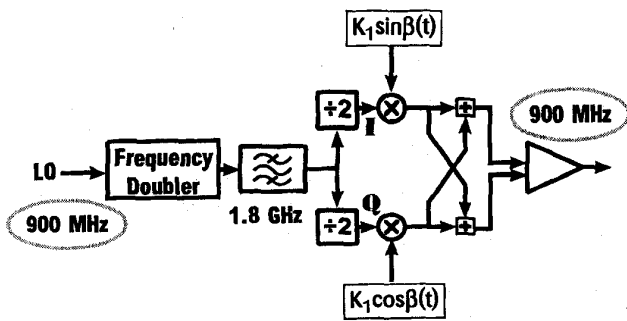 K₁sinβ(t)
÷2
I
+
900 MHz
LO
Frequency
Doubler
1.8 GHz
900 MHz
÷2
Q
+
K₁cosβ(t)